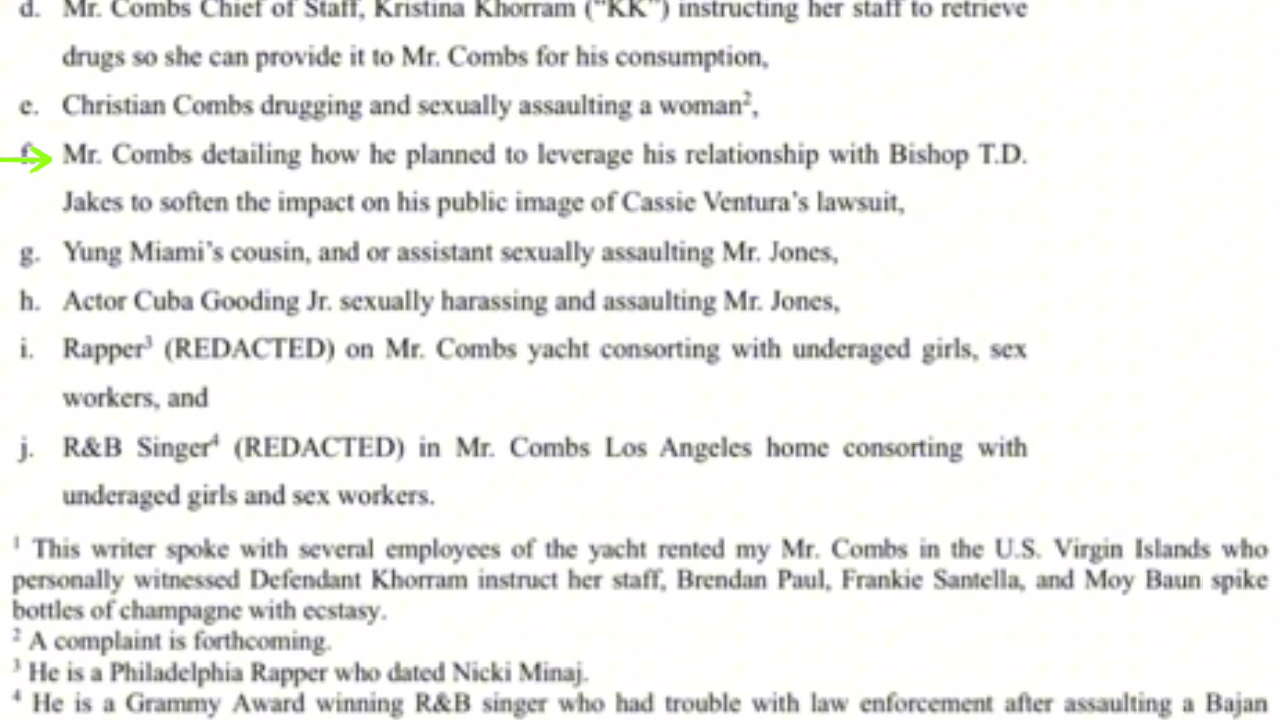 d. Mr. Combs Chief of Staff, Kristina Khorram ("KK") instructing her staff to retrieve
drugs so she can provide it to Mr. Combs for his consumption,
e. Christian Combs drugging and sexually assaulting a woman²,
f. Mr. Combs detailing how he planned to leverage his relationship with Bishop T.D.
Jakes to soften the impact on his public image of Cassie Ventura's lawsuit,
g. Yung Miami's cousin, and or assistant sexually assaulting Mr. Jones,
h. Actor Cuba Gooding Jr. sexually harassing and assaulting Mr. Jones,
i. Rapper³ (REDACTED) on Mr. Combs yacht consorting with underaged girls, sex
workers, and
j. R&B Singer⁴ (REDACTED) in Mr. Combs Los Angeles home consorting with
underaged girls and sex workers.
¹ This writer spoke with several employees of the yacht rented my Mr. Combs in the U.S. Virgin Islands who
personally witnessed Defendant Khorram instruct her staff, Brendan Paul, Frankie Santella, and Moy Baun spike
bottles of champagne with ecstasy.
² A complaint is forthcoming.
³ He is a Philadelphia Rapper who dated Nicki Minaj.
⁴ He is a Grammy Award winning R&B singer who had trouble with law enforcement after assaulting a Bajan